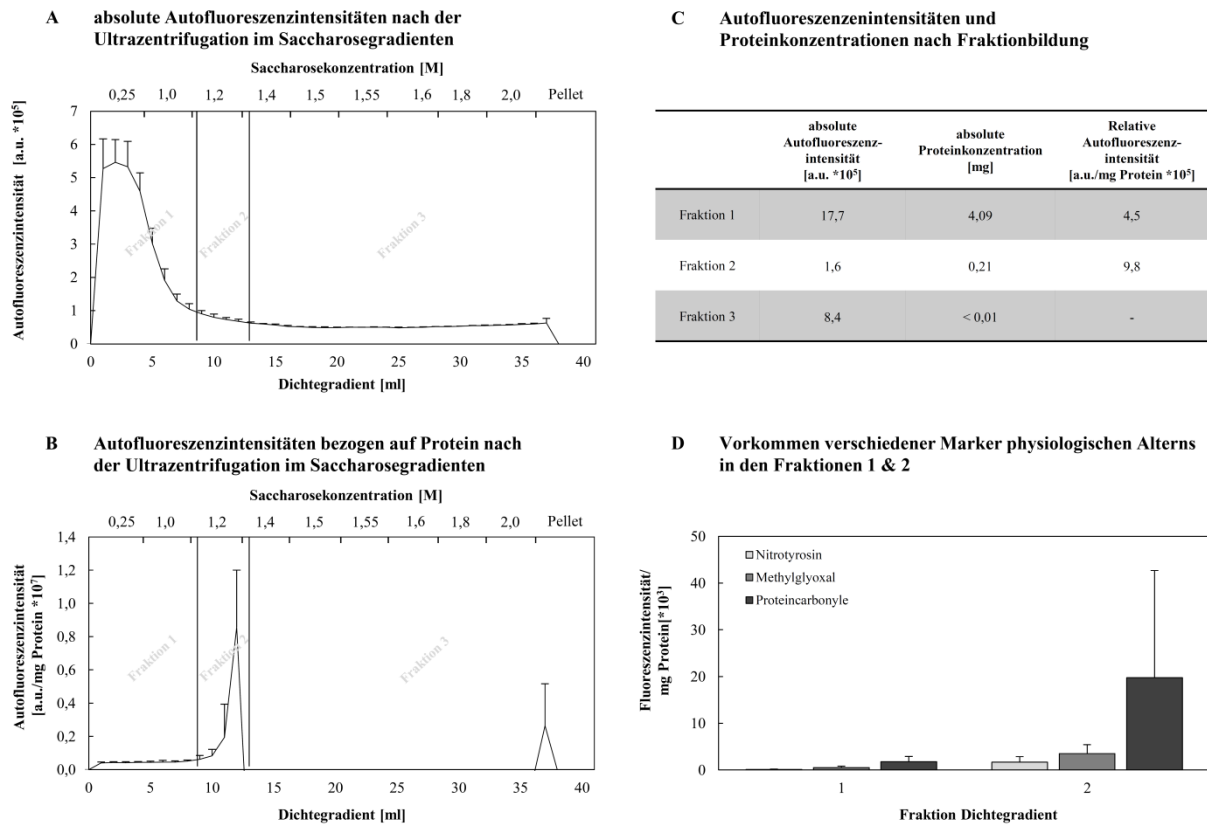 A absolute Autofluoreszenzintensitäten nach der
Ultrazentrifugation im Saccharosegradienten
Saccharosekonzentration [M]
0,25 1,0 1,2 1,4 1,5 1,55 1,6 1,8 2,0 Pellet
Autofluoreszenzintensität [a.u. *10⁵]
7
6
5
4
3
2
1
0
Fraktion 1
Fraktion 2
Fraktion 3
0 5 10 15 20 25 30 35 40
Dichtegradient [ml]
C Autofluoreszenzenintensitäten und
Proteinkonzentrationen nach Fraktionbildung
absolute
Autofluoreszenz-
intensität
[a.u. *10⁵]
absolute
Proteinkonzentration
[mg]
Relative
Autofluoreszenz-
intensität
[a.u./mg Protein *10⁵]
Fraktion 1 17,7 4,09 4,5
Fraktion 2 1,6 0,21 9,8
Fraktion 3 8,4 < 0,01 -
B Autofluoreszenzintensitäten bezogen auf Protein nach
der Ultrazentrifugation im Saccharosegradienten
Saccharosekonzentration [M]
0,25 1,0 1,2 1,4 1,5 1,55 1,6 1,8 2,0 Pellet
Autofluoreszenzintensität
[a.u./mg Protein *10⁷]
1,4
1,2
1,0
0,8
0,6
0,4
0,2
0,0
Fraktion 1
Fraktion 2
Fraktion 3
0 5 10 15 20 25 30 35 40
Dichtegradient [ml]
D Vorkommen verschiedener Marker physiologischen Alterns
in den Fraktionen 1 & 2
Fluoreszenzintensität/
mg Protein[*10³]
50
40
30
20
10
0
Nitrotyrosin
Methylglyoxal
Proteincarbonyle
1 2
Fraktion Dichtegradient